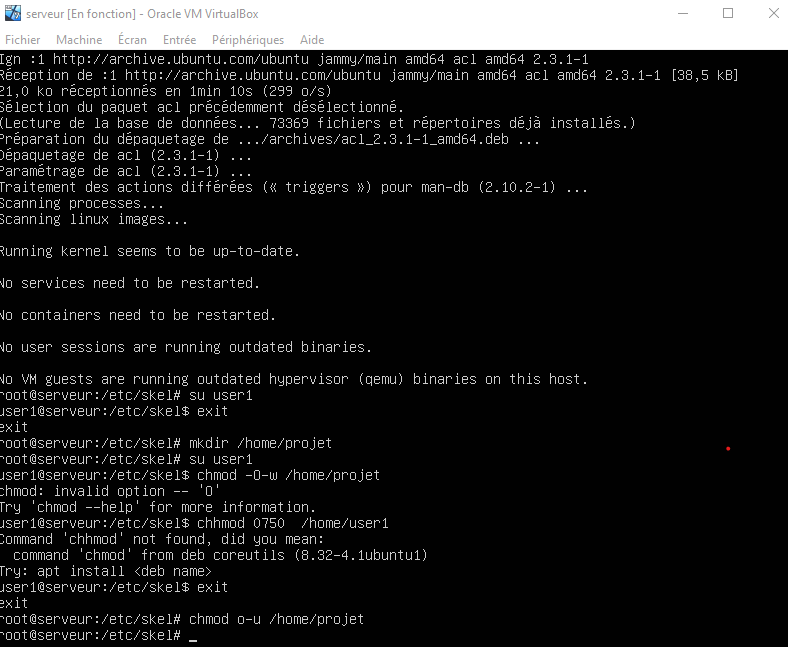 serveur [En fonction] - Oracle VM VirtualBox
Fichier Machine Écran Entrée Périphériques Aide
Ign :1 http://archive.ubuntu.com/ubuntu jammy/main amd64 acl amd64 2.3.1-1
Réception de :1 http://archive.ubuntu.com/ubuntu jammy/main amd64 acl amd64 2.3.1-1 [38,5 kB]
21,0 ko réceptionnés en 1min 10s (299 o/s)
Sélection du paquet acl précédemment désélectionné.
(Lecture de la base de données... 73369 fichiers et répertoires déjà installés.)
Préparation du dépaquetage de .../archives/acl_2.3.1-1_amd64.deb ...
Dépaquetage de acl (2.3.1-1) ...
Paramétrage de acl (2.3.1-1) ...
Traitement des actions différées (« triggers ») pour man-db (2.10.2-1) ...
Scanning processes...
Scanning linux images...
Running kernel seems to be up-to-date.
No services need to be restarted.
No containers need to be restarted.
No user sessions are running outdated binaries.
No VM guests are running outdated hypervisor (qemu) binaries on this host.
root@serveur:/etc/skel# su user1
user1@serveur:/etc/skel$ exit
exit
root@serveur:/etc/skel# mkdir /home/projet
root@serveur:/etc/skel# su user1
user1@serveur:/etc/skel$ chmod -O-w /home/projet
chmod: invalid option -- 'O'
Try 'chmod --help' for more information.
user1@serveur:/etc/skel$ chhmod 0750  /home/user1
Command 'chhmod' not found, did you mean:
  command 'chmod' from deb coreutils (8.32-4.1ubuntu1)
Try: apt install <deb name>
user1@serveur:/etc/skel$ exit
exit
root@serveur:/etc/skel# chmod o-u /home/projet
root@serveur:/etc/skel# _